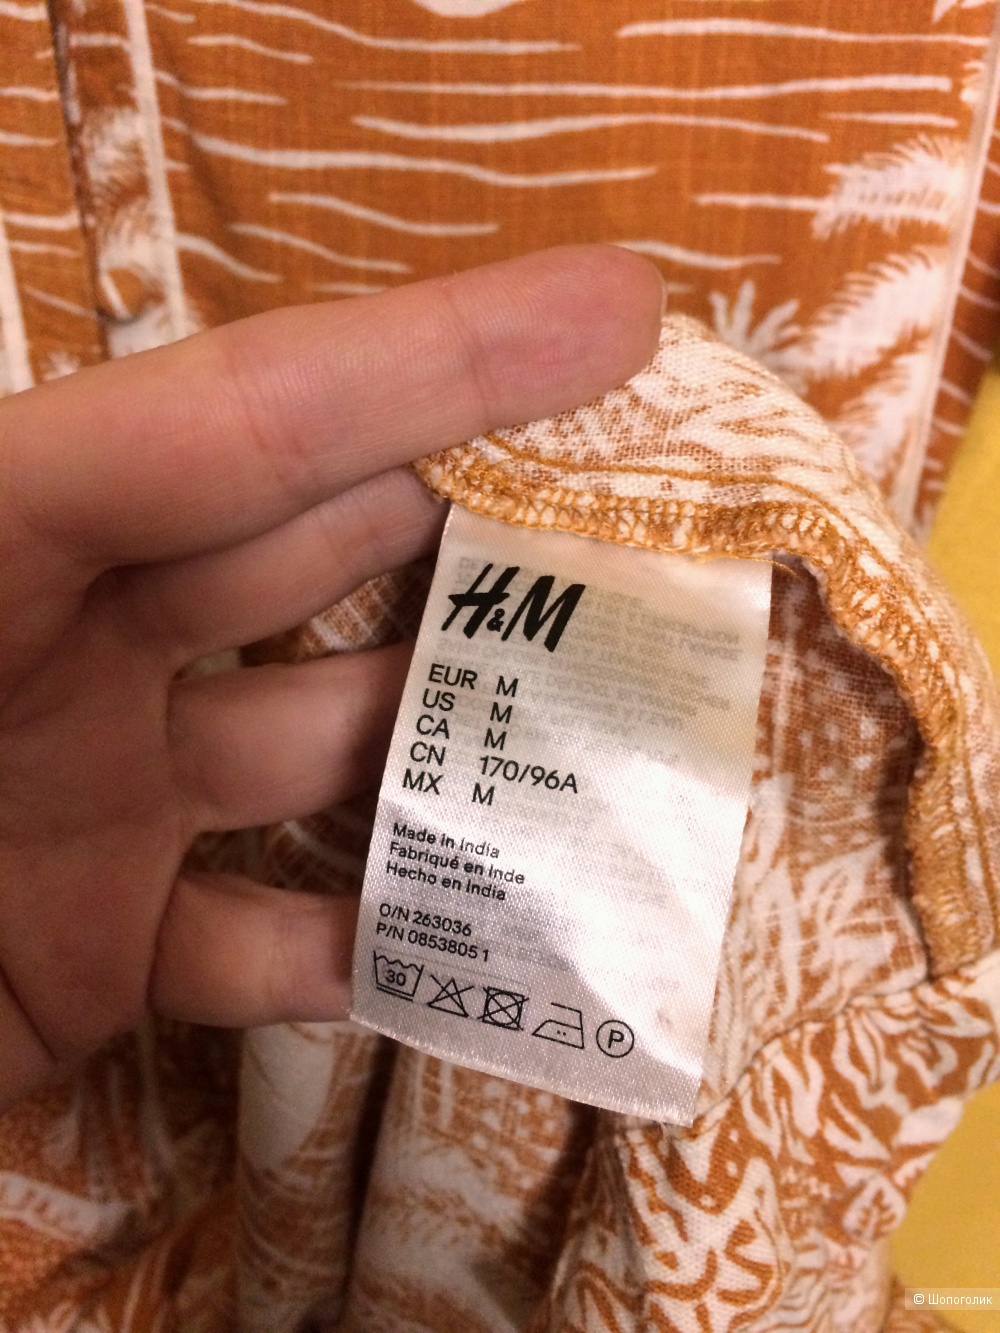 H&M
EUR M
US M
CA M
CN 170/96A
MX M
Made in India
Fabriqué en Inde
Hecho en India
O/N 263036
P/N 0853805 1
30
P
© Шопоголик